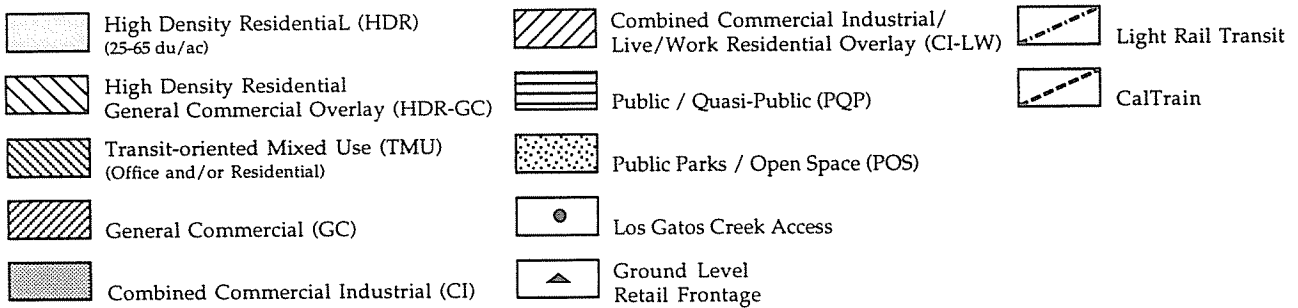 High Density ResidentiaL (HDR)
(25-65 du/ac)
High Density Residential
General Commercial Overlay (HDR-GC)
Transit-oriented Mixed Use (TMU)
(Office and/or Residential)
General Commercial (GC)
Combined Commercial Industrial (CI)
Combined Commercial Industrial/
Live/Work Residential Overlay (CI-LW)
Public / Quasi-Public (PQP)
Public Parks / Open Space (POS)
Los Gatos Creek Access
Ground Level
Retail Frontage
Light Rail Transit
CalTrain